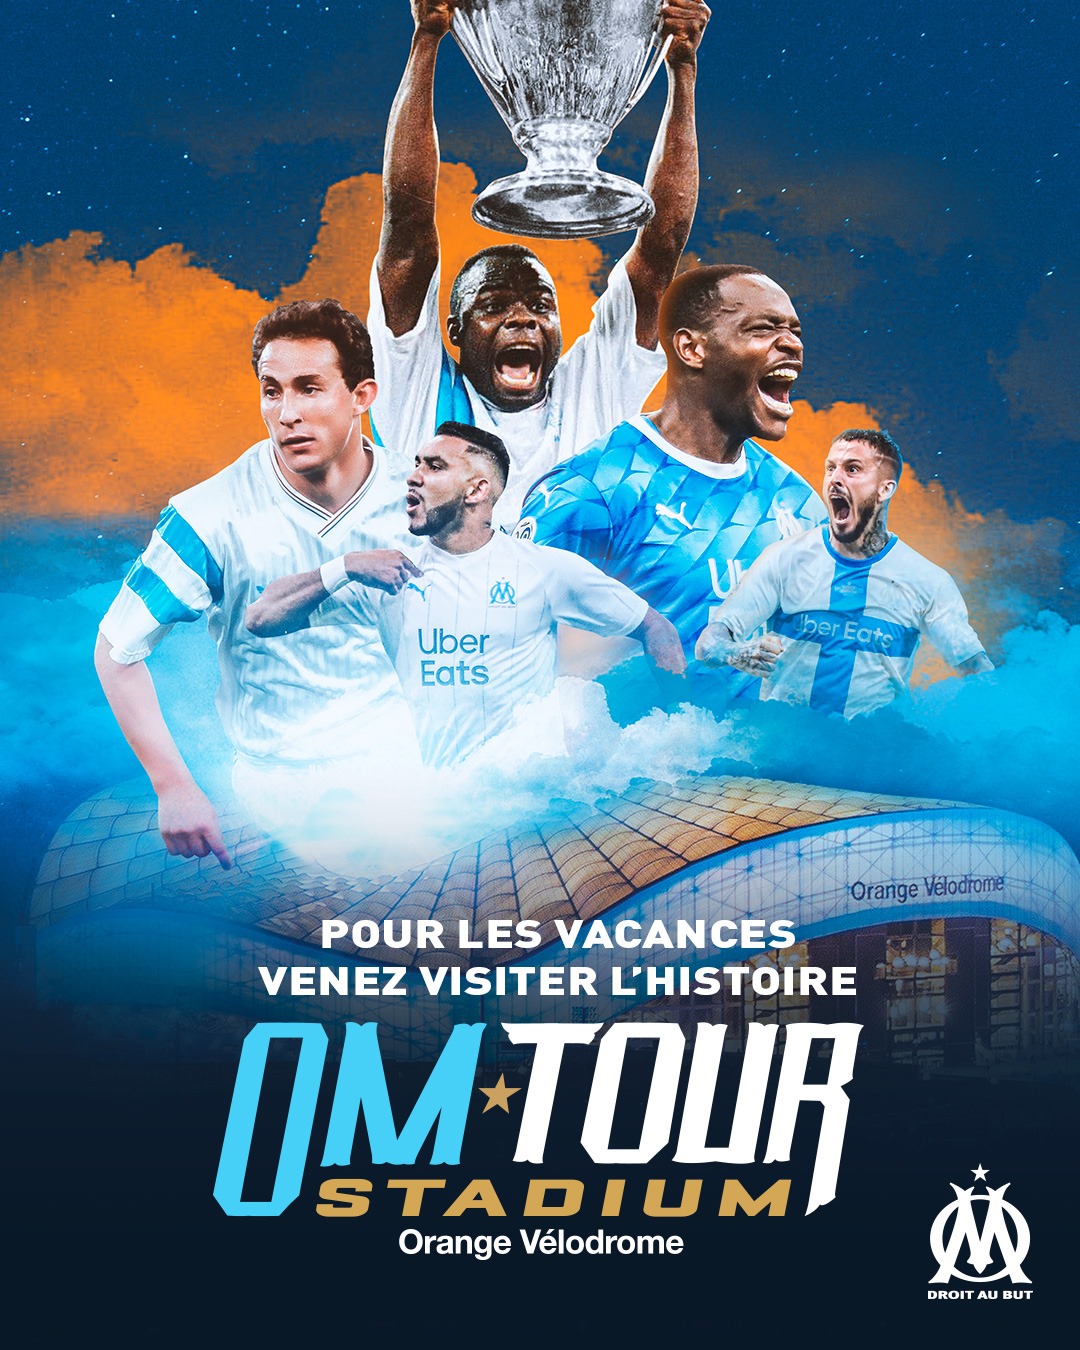 Uber
Eats
Ub
Uber Eats
Orange Vélodrome
POUR LES VACANCES
VENEZ VISITER L'HISTOIRE
OM★TOUR
STADIUM
Orange Vélodrome
DROIT AU BUT